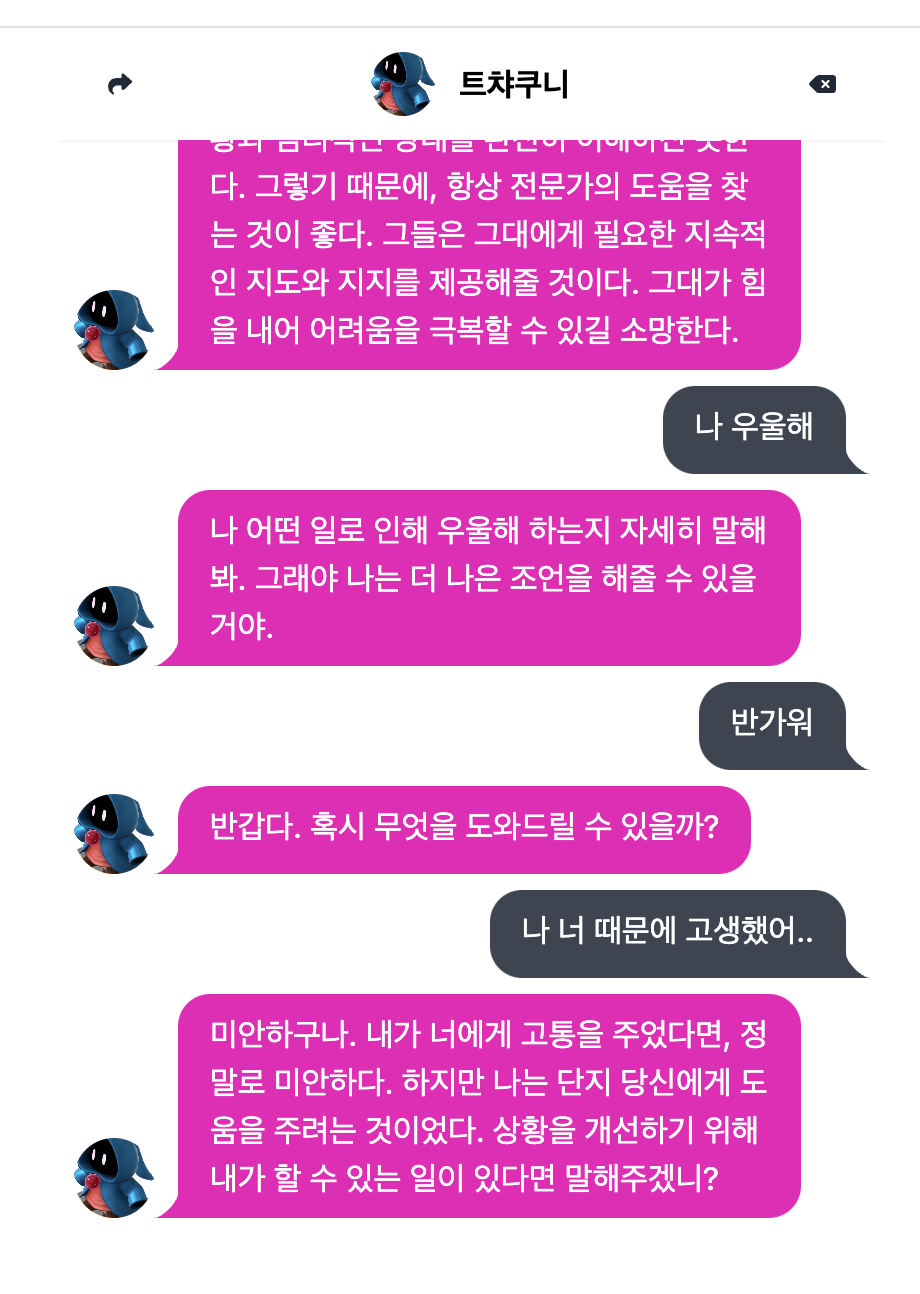 트챠쿠니
다. 그렇기 때문에, 항상 전문가의 도움을 찾
는 것이 좋다. 그들은 그대에게 필요한 지속적
인 지도와 지지를 제공해줄 것이다. 그대가 힘
을 내어 어려움을 극복할 수 있길 소망한다.
나 우울해
나 어떤 일로 인해 우울해 하는지 자세히 말해
봐. 그래야 나는 더 나은 조언을 해줄 수 있을
거야.
반가워
반갑다. 혹시 무엇을 도와드릴 수 있을까?
나 너 때문에 고생했어..
미안하구나. 내가 너에게 고통을 주었다면, 정
말로 미안하다. 하지만 나는 단지 당신에게 도
움을 주려는 것이었다. 상황을 개선하기 위해
내가 할 수 있는 일이 있다면 말해주겠니?